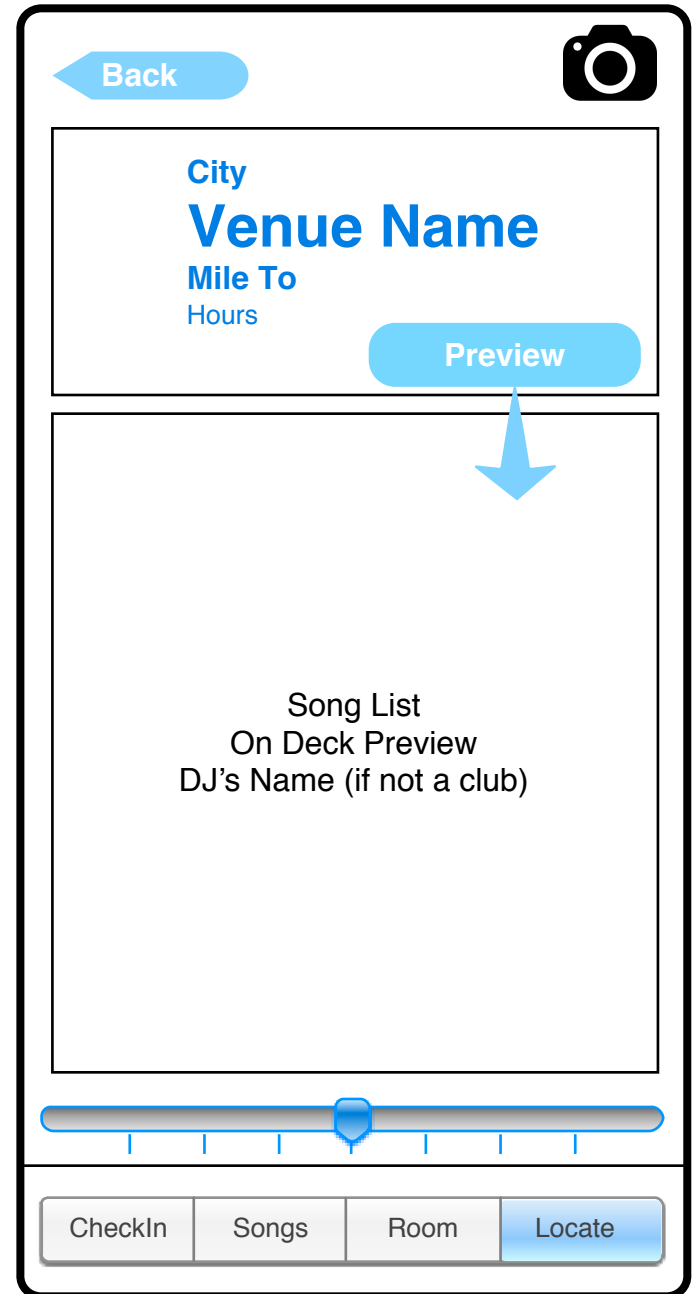 Back
City
Venue Name
Mile To
Hours
Preview
Song List
On Deck Preview
DJ’s Name (if not a club)
CheckIn
Songs
Room
Locate